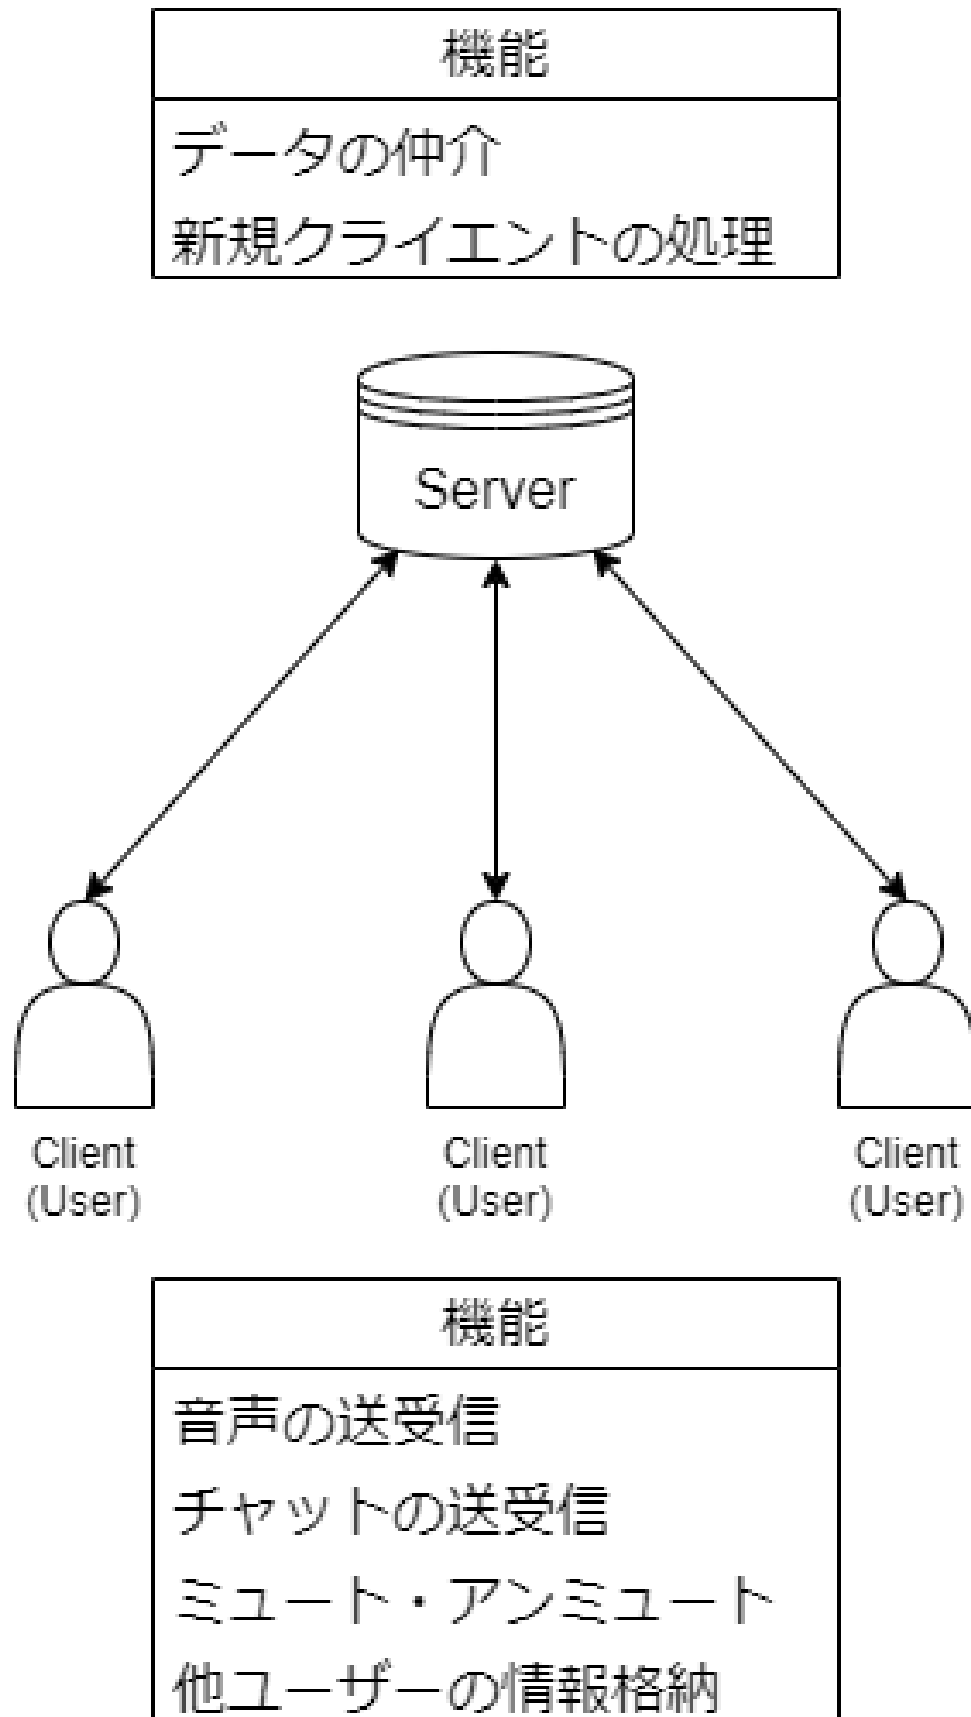 機能
データの仲介
新規クライエントの処理
Server
Client
(User)
Client
(User)
Client
(User)
機能
音声の送受信
チャットの送受信
ミュート・アンミュート
他ユーザーの情報格納